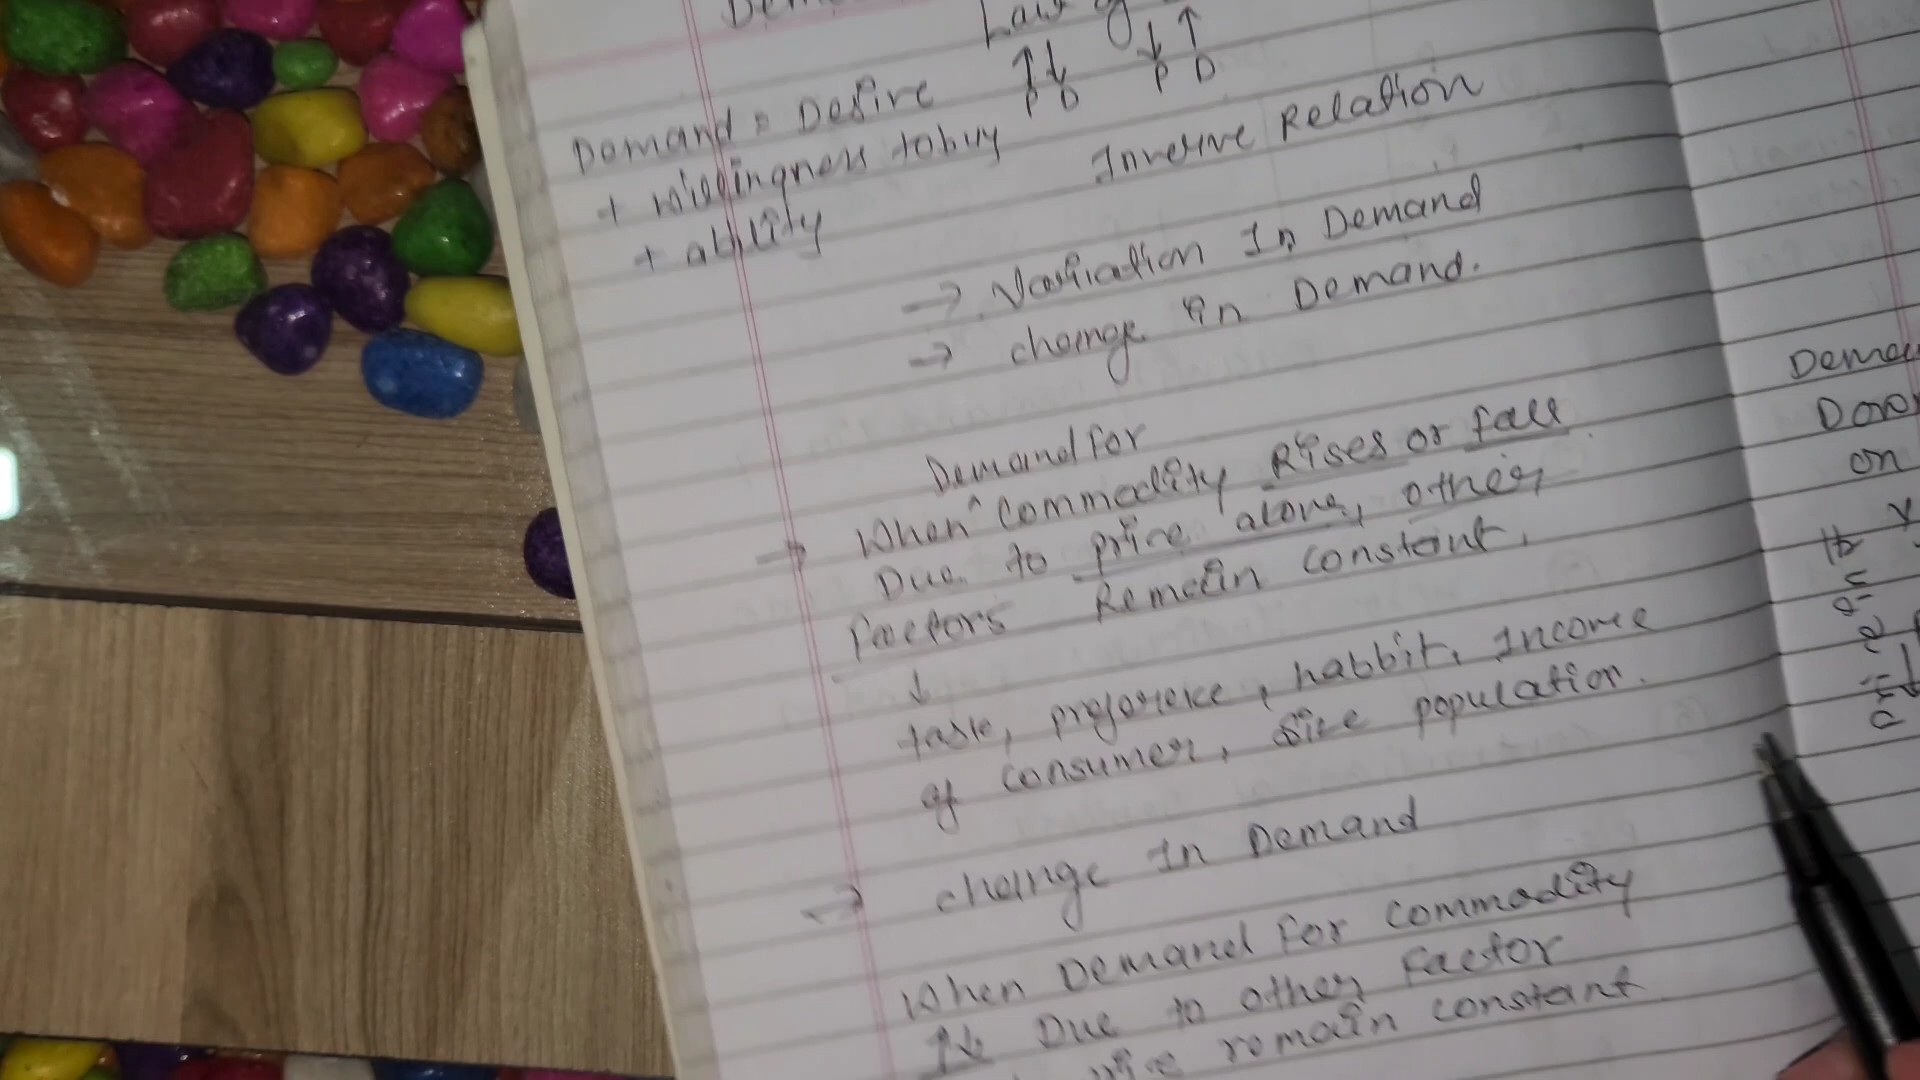 Law
↑↓ ↓↑
P D P D
Demand = Desire
+ willingness to buy
+ ability
Inverse Relation
→ Variation In Demand
→ change in Demand.
Demand for
→ When ^ Commodity Rises or fall
Due to price alone, other
factors Remain constant.
↓
taste, preference, habbit, Income
of consumer, size population.
→ change In Demand
When Demand For commodity
↑↓ Due to other Factor
remain constant
on